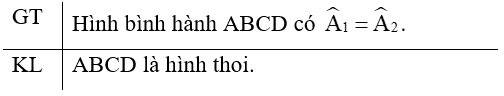 GT Hình bình hành ABCD có Â₁ = Â₂.
KL ABCD là hình thoi.